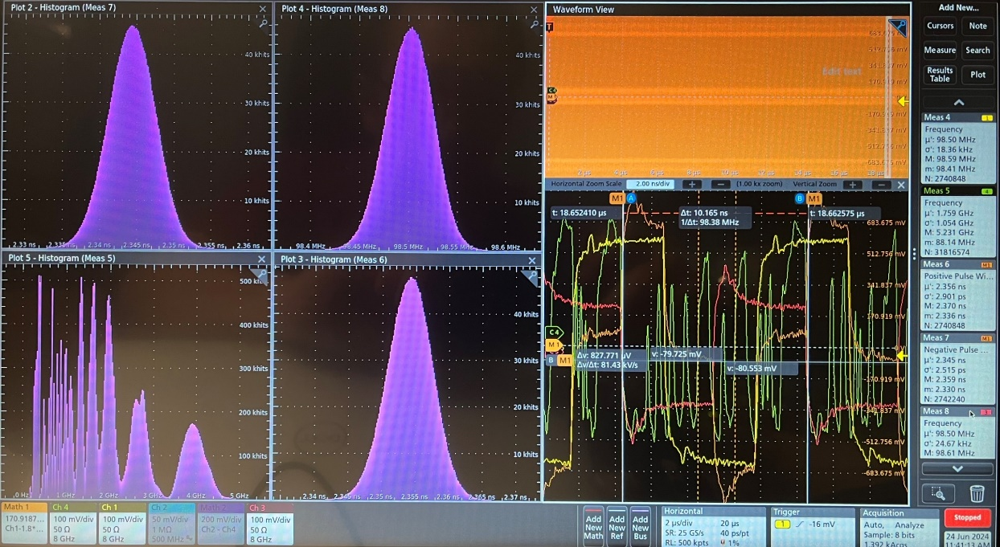 Plot 2 - Histogram (Meas 7)
40 khits
30 khits
20 khits
10 khits
2.33 ns
2.335 ns
2.34 ns
2.345 ns
2.35 ns
2.355 ns
2.36 ns
Plot 4 - Histogram (Meas 8)
40 khits
30 khits
20 khits
10 khits
98.4 MHz
98.45 MHz
98.5 MHz
98.55 MHz
98.6 MHz
Plot 5 - Histogram (Meas 5)
500 khits
400 khits
300 khits
200 khits
100 khits
0 Hz
1 GHz
2 GHz
3 GHz
4 GHz
5 GHz
Plot 3 - Histogram (Meas 6)
40 khits
30 khits
20 khits
10 khits
2.34 ns
2.345 ns
2.35 ns
2.355 ns
2.36 ns
2.365 ns
2.37 ns
Waveform View
683.675 mV
512.756 mV
341.837 mV
170.919 mV
Edit text
-170.919 mV
-341.837 mV
-512.756 mV
-683.675 mV
2 µs
4 µs
6 µs
8 µs
10 µs
12 µs
14 µs
16 µs
18 µs
Horizontal Zoom Scale 2.00 ns/div (1.00 kx zoom) Vertical Zoom
M1 A
B M1
t: 18.652410 µs
Δt: 10.165 ns
1/Δt: 98.38 MHz
t: 18.662575 µs
683.675 mV
512.756 mV
341.837 mV
170.919 mV
C4
M1
B M1
Δv: 827.771 µV
Δv/Δt: 81.43 kV/s
v: -79.725 mV
v: -80.553 mV
-170.919 mV
-341.837 mV
-512.756 mV
-683.675 mV
Add New...
Cursors
Note
Measure
Search
Results Table
Plot
Meas 4 1
Frequency
µ': 98.50 MHz
σ': 18.36 kHz
M: 98.59 MHz
m: 98.41 MHz
N: 2740848
Meas 5 4
Frequency
µ': 1.759 GHz
σ': 1.054 GHz
M: 5.231 GHz
m: 88.14 MHz
N: 31816574
Meas 6 M1
Positive Pulse Wi...
µ': 2.356 ns
σ': 2.901 ps
M: 2.370 ns
m: 2.336 ns
N: 2740848
Meas 7 M1
Negative Pulse ...
µ': 2.345 ns
σ': 2.515 ps
M: 2.359 ns
m: 2.330 ns
N: 2742240
Meas 8 3
Frequency
µ': 98.50 MHz
σ': 24.67 kHz
M: 98.61 MHz
Math 1
170.9187...
Ch1-1.8*...
Ch 4
100 mV/div
50 Ω
8 GHz
Ch 1
100 mV/div
50 Ω
8 GHz
Ch 2
50 mV/div
1 MΩ
500 MHz
Math 2
200 mV/div
Ch2 - Ch4
Ch 3
100 mV/div
50 Ω
8 GHz
Add New Math
Add New Ref
Add New Bus
Horizontal
2 µs/div 20 µs
SR: 25 GS/s 40 ps/pt
RL: 500 kpts 1%
Trigger
1 -16 mV
Acquisition
Auto, Analyze
Sample: 8 bits
1.392 kAcqs
Stopped
24 Jun 2024
11:41:13 AM